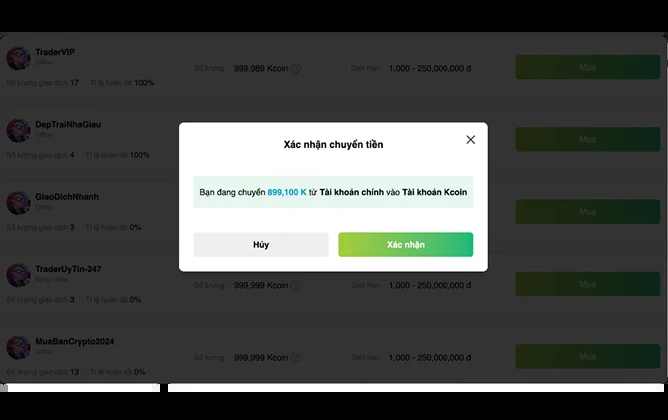 TraderVIP
Offline
Số lượng giao dịch 17 Tỉ lệ hoàn tất 100%
Số lượng 999,989 Kcoin
Giới hạn 1,000 - 250,000,000 đ
Mua
DepTraiNhaGiau
Offline
Số lượng giao dịch 4 Tỉ lệ hoàn tất 100%
Mua
Xác nhận chuyển tiền
Bạn đang chuyển 899,100 K từ Tài khoản chính vào Tài khoản Kcoin
Hủy
Xác nhận
GiaoDichNhanh
Offline
Số lượng giao dịch 3 Tỉ lệ hoàn tất 0%
Mua
TraderUyTin-247
Số lượng giao dịch 3 Tỉ lệ hoàn tất 0%
Số lượng 999,999 Kcoin
Giới hạn 1,000 - 250,000,000 đ
Mua
MuaBanCrypto2024
Offline
Số lượng giao dịch 13 Tỉ lệ hoàn tất 0%
Số lượng 999,999 Kcoin
Giới hạn 1,000 - 250,000,000 đ
Mua